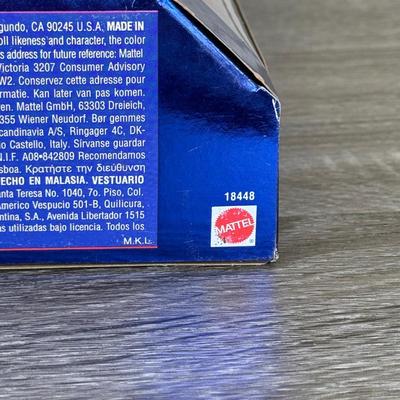 gundo, CA 90245 U.S.A. MADE IN
oll likeness and character, the color
s address for future reference: Mattel
Victoria 3207 Consumer Advisory
W2. Conservez cette adresse pour
rmatie. Kan later van pas komen.
en. Mattel GmbH, 63303 Dreieich,
355 Wiener Neudorf. Bør gemmes
candinavia A/S, Ringager 4C, DK-
o Castello, Italy. Sirvanse guardar
N.I.F. A08-842809 Recomendamos
sboa. Κρατήστε την διεύθυνση
ECHO EN MALASIA. VESTUARIO
anta Teresa No. 1040, 7o. Piso, Col.
Americo Vespucio 501-B, Quilicura,
ntina, S.A., Avenida Libertador 1515
as utilizadas bajo licencia. Todos los
M.K.L.
18448
MATTEL